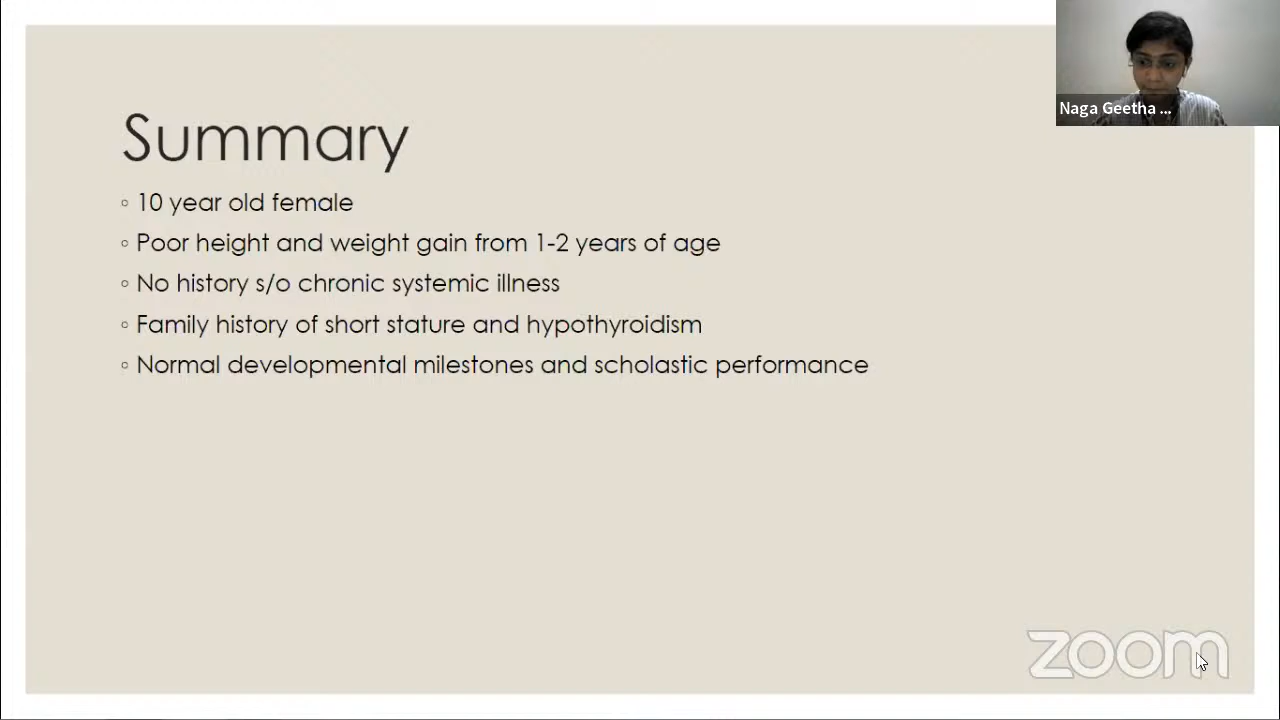 Naga Geetha ...
Summary
◦ 10 year old female
◦ Poor height and weight gain from 1-2 years of age
◦ No history s/o chronic systemic illness
◦ Family history of short stature and hypothyroidism
◦ Normal developmental milestones and scholastic performance
zoom